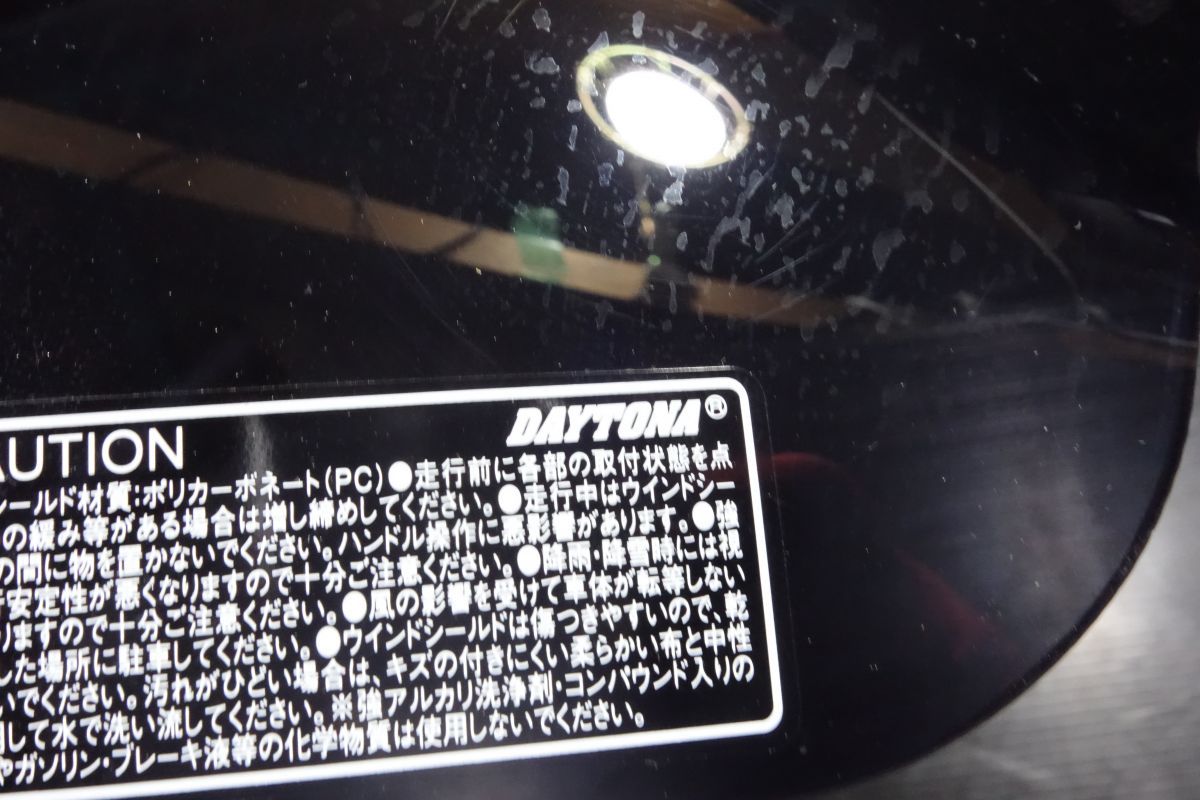 AUTION DAYTONA®
シールド材質:ポリカーボネート(PC)●走行前に各部の取付状態を点
の緩み等がある場合は増し締めしてください。●走行中はウインドシー
の間に物を置かないでください。ハンドル操作に悪影響があります。●強
安定性が悪くなりますので十分ご注意ください。●降雨・降雪時には視
りますので十分ご注意ください。●風の影響を受けて車体が転等しない
した場所に駐車してください。●ウインドシールドは傷つきやすいので、乾
いでください。汚れがひどい場合は、キズの付きにくい柔らかい布と中性
して水で洗い流してください。※強アルカリ洗浄剤・コンパウンド入りの
やガソリン・ブレーキ液等の化学物質は使用しないでください。